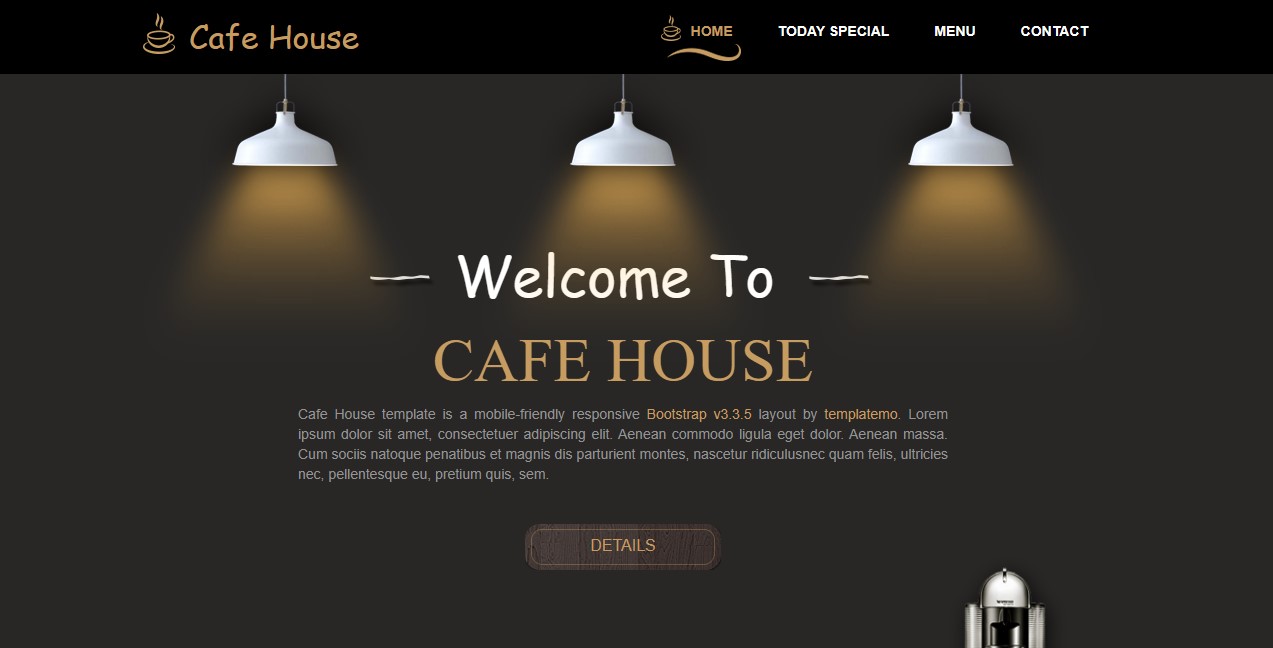 Cafe House
HOME
TODAY SPECIAL
MENU
CONTACT
Welcome To
CAFE HOUSE
Cafe House template is a mobile-friendly responsive Bootstrap v3.3.5 layout by templatemo. Lorem
ipsum dolor sit amet, consectetuer adipiscing elit. Aenean commodo ligula eget dolor. Aenean massa.
Cum sociis natoque penatibus et magnis dis parturient montes, nascetur ridiculusnec quam felis, ultricies
nec, pellentesque eu, pretium quis, sem.
DETAILS